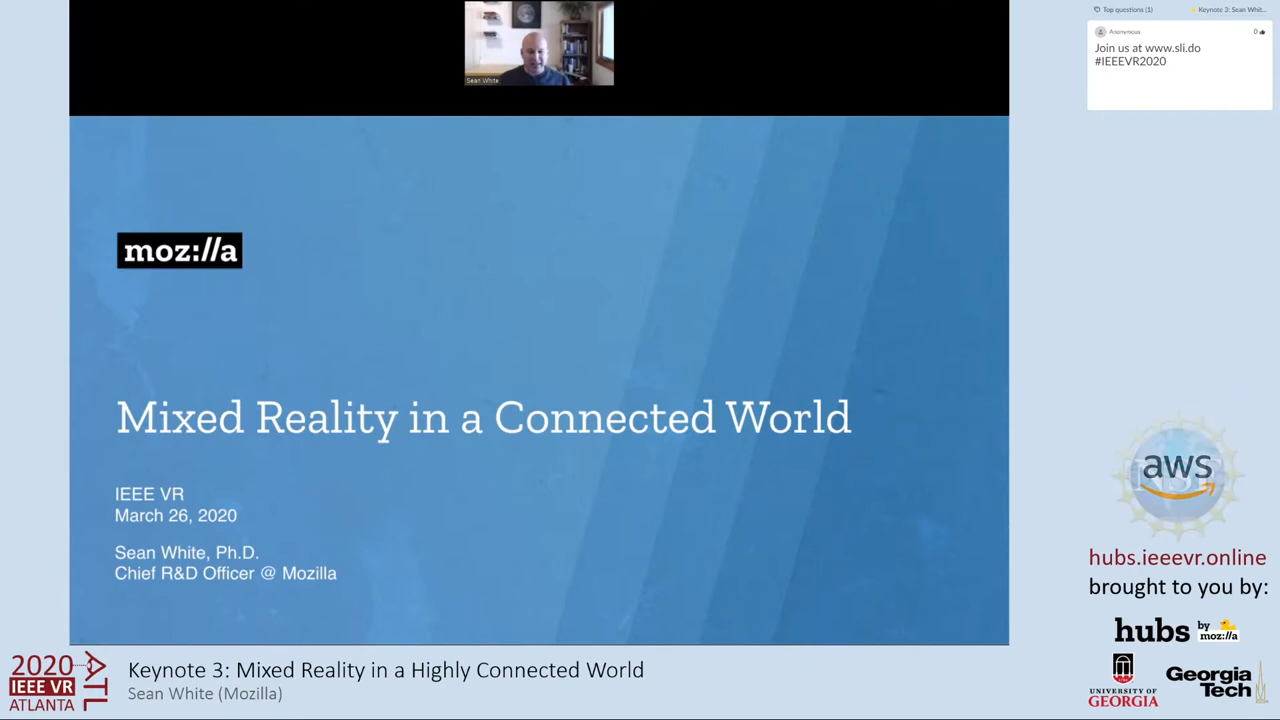 Sean White
Top questions (1)
Keynote 3: Sean Whit...
Anonymous
0
Join us at www.sli.do
#IEEEVR2020
moz://a
Mixed Reality in a Connected World
IEEE VR
March 26, 2020
Sean White, Ph.D.
Chief R&D Officer @ Mozilla
aws
hubs.ieeevr.online
brought to you by:
hubs by moz://a
UNIVERSITY OF
GEORGIA
Georgia
Tech
2020
IEEE VR
ATLANTA
ATL
Keynote 3: Mixed Reality in a Highly Connected World
Sean White (Mozilla)